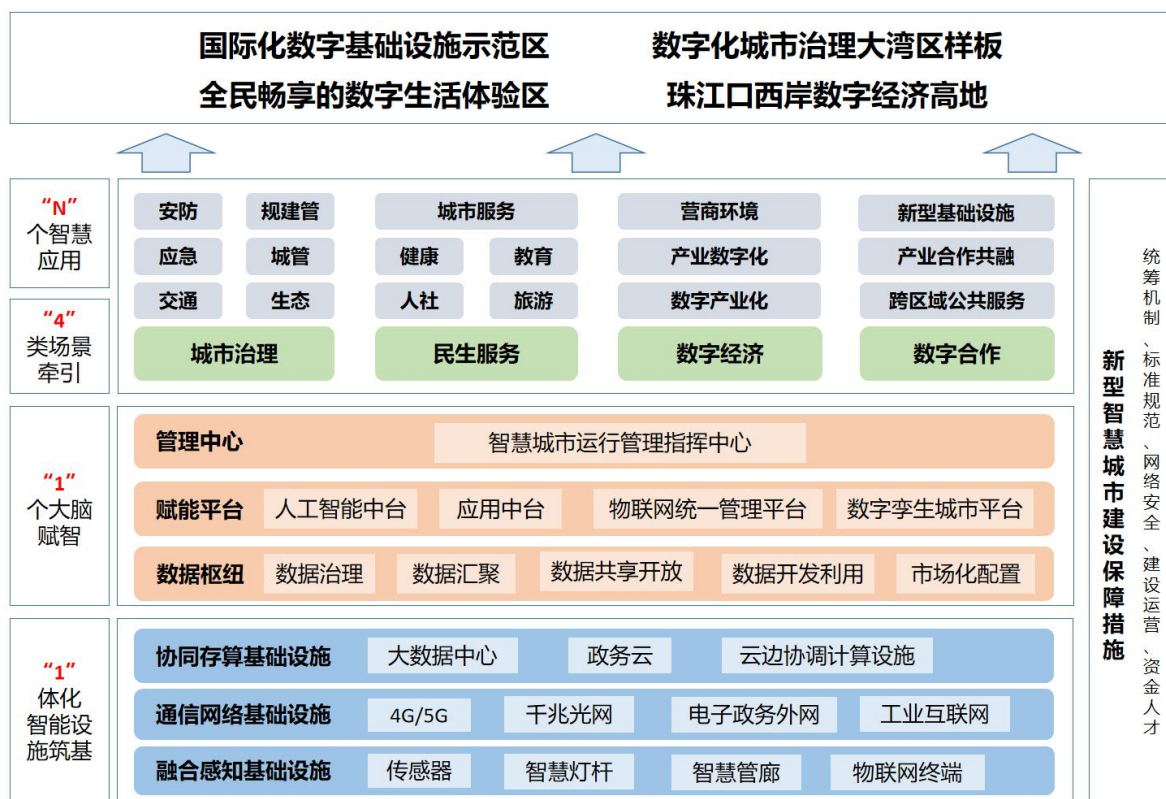 国际化数字基础设施示范区 数字化城市治理大湾区样板
全民畅享的数字生活体验区 珠江口西岸数字经济高地
“N”
个智慧
应用
安防 规建管 城市服务 营商环境 新型基础设施
应急 城管 健康 教育 产业数字化 产业合作共融
交通 生态 人社 旅游 数字产业化 跨区域公共服务
“4”
类场景
牵引
城市治理 民生服务 数字经济 数字合作
“1”
个大脑
赋智
管理中心 智慧城市运行管理指挥中心
赋能平台 人工智能中台 应用中台 物联网统一管理平台 数字孪生城市平台
数据枢纽 数据治理 数据汇聚 数据共享开放 数据开发利用 市场化配置
“1”
体化
智能设
施筑基
协同存算基础设施 大数据中心 政务云 云边协调计算设施
通信网络基础设施 4G/5G 千兆光网 电子政务外网 工业互联网
融合感知基础设施 传感器 智慧灯杆 智慧管廊 物联网终端
新型智慧城市建设保障措施
统筹机制、标准规范、网络安全、建设运营、资金人才